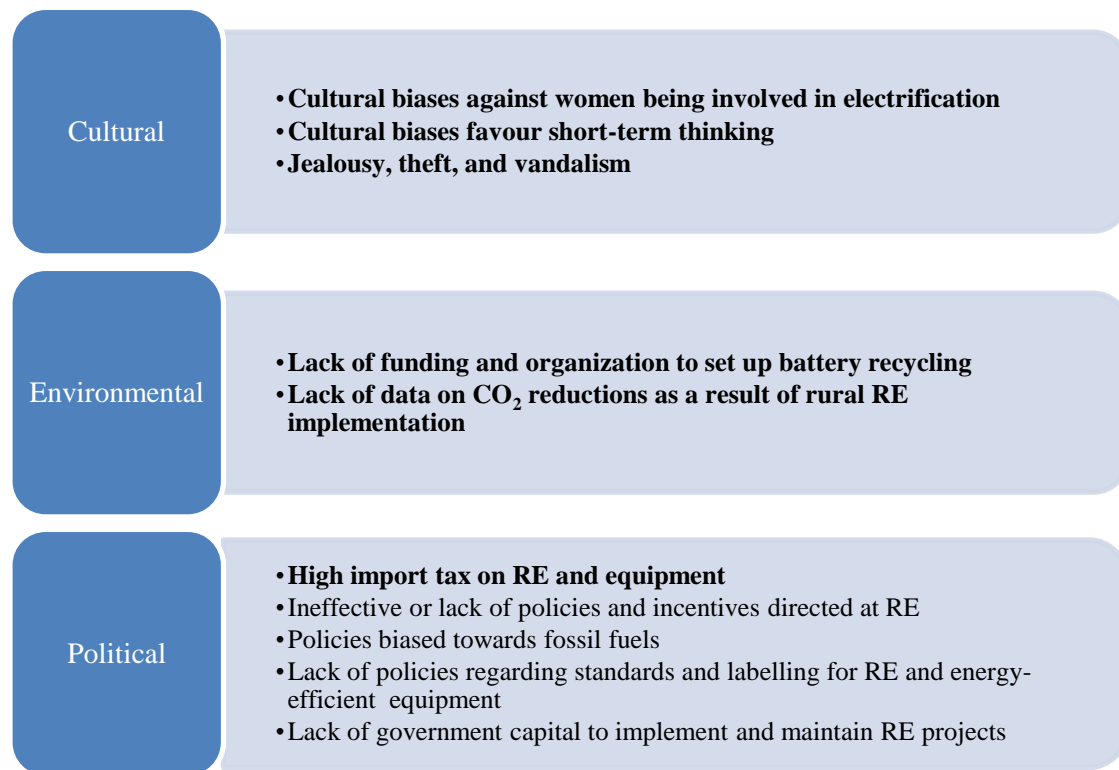 Cultural
•Cultural biases against women being involved in electrification
•Cultural biases favour short-term thinking
•Jealousy, theft, and vandalism
Environmental
•Lack of funding and organization to set up battery recycling
•Lack of data on CO₂ reductions as a result of rural RE
implementation
Political
•High import tax on RE and equipment
•Ineffective or lack of policies and incentives directed at RE
•Policies biased towards fossil fuels
•Lack of policies regarding standards and labelling for RE and energy-
efficient equipment
•Lack of government capital to implement and maintain RE projects